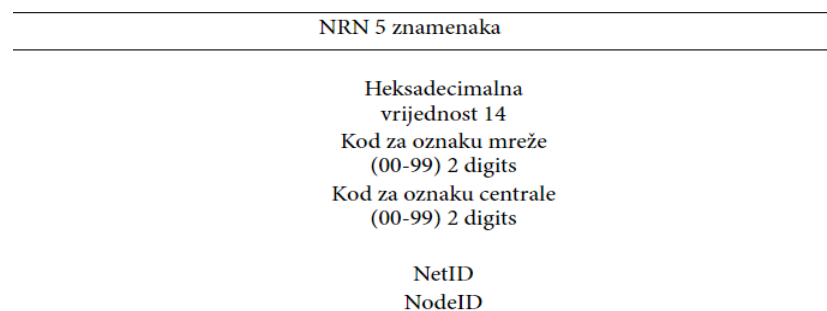 NRN 5 znamenaka
Heksadecimalna
vrijednost 14
Kod za oznaku mreže
(00-99) 2 digits
Kod za oznaku centrale
(00-99) 2 digits
NetID
NodeID